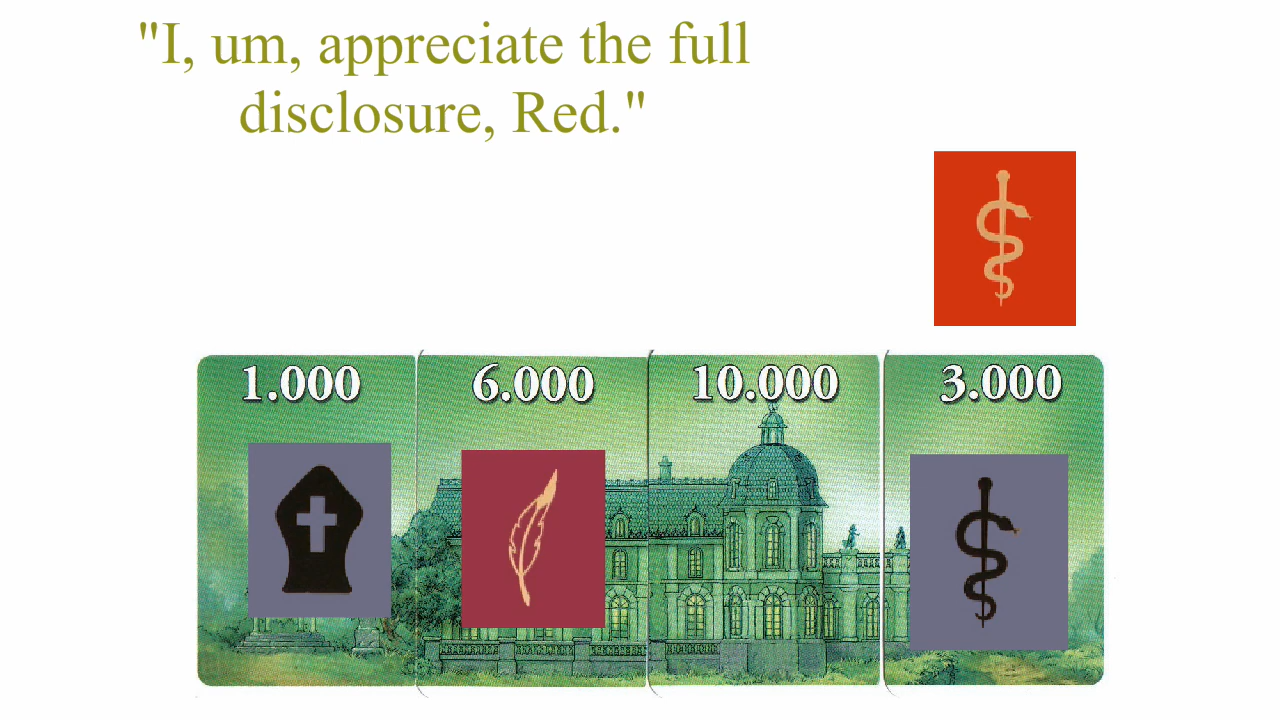 "I, um, appreciate the full
disclosure, Red."
1.000 6.000 10.000 3.000